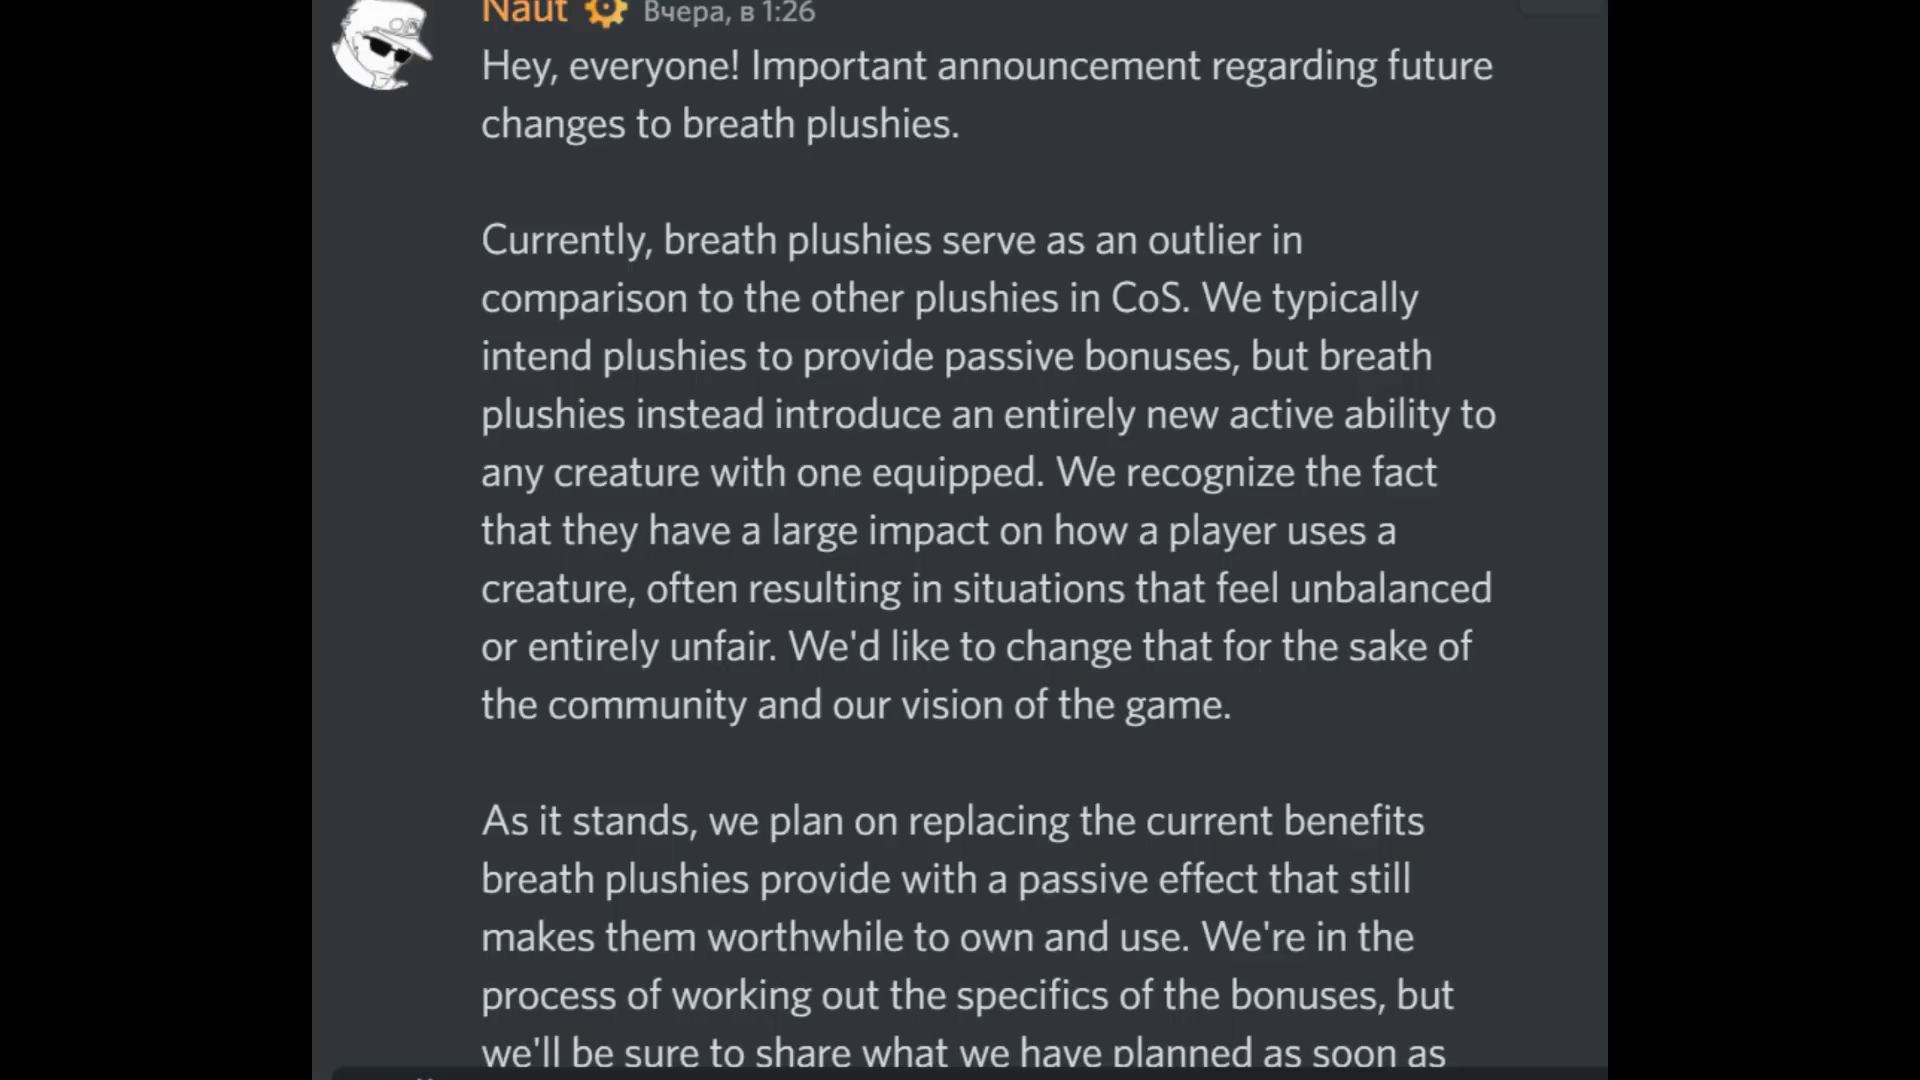 Naut Вчера, в 1:26
Hey, everyone! Important announcement regarding future
changes to breath plushies.
Currently, breath plushies serve as an outlier in
comparison to the other plushies in CoS. We typically
intend plushies to provide passive bonuses, but breath
plushies instead introduce an entirely new active ability to
any creature with one equipped. We recognize the fact
that they have a large impact on how a player uses a
creature, often resulting in situations that feel unbalanced
or entirely unfair. We'd like to change that for the sake of
the community and our vision of the game.
As it stands, we plan on replacing the current benefits
breath plushies provide with a passive effect that still
makes them worthwhile to own and use. We're in the
process of working out the specifics of the bonuses, but
we'll be sure to share what we have planned as soon as